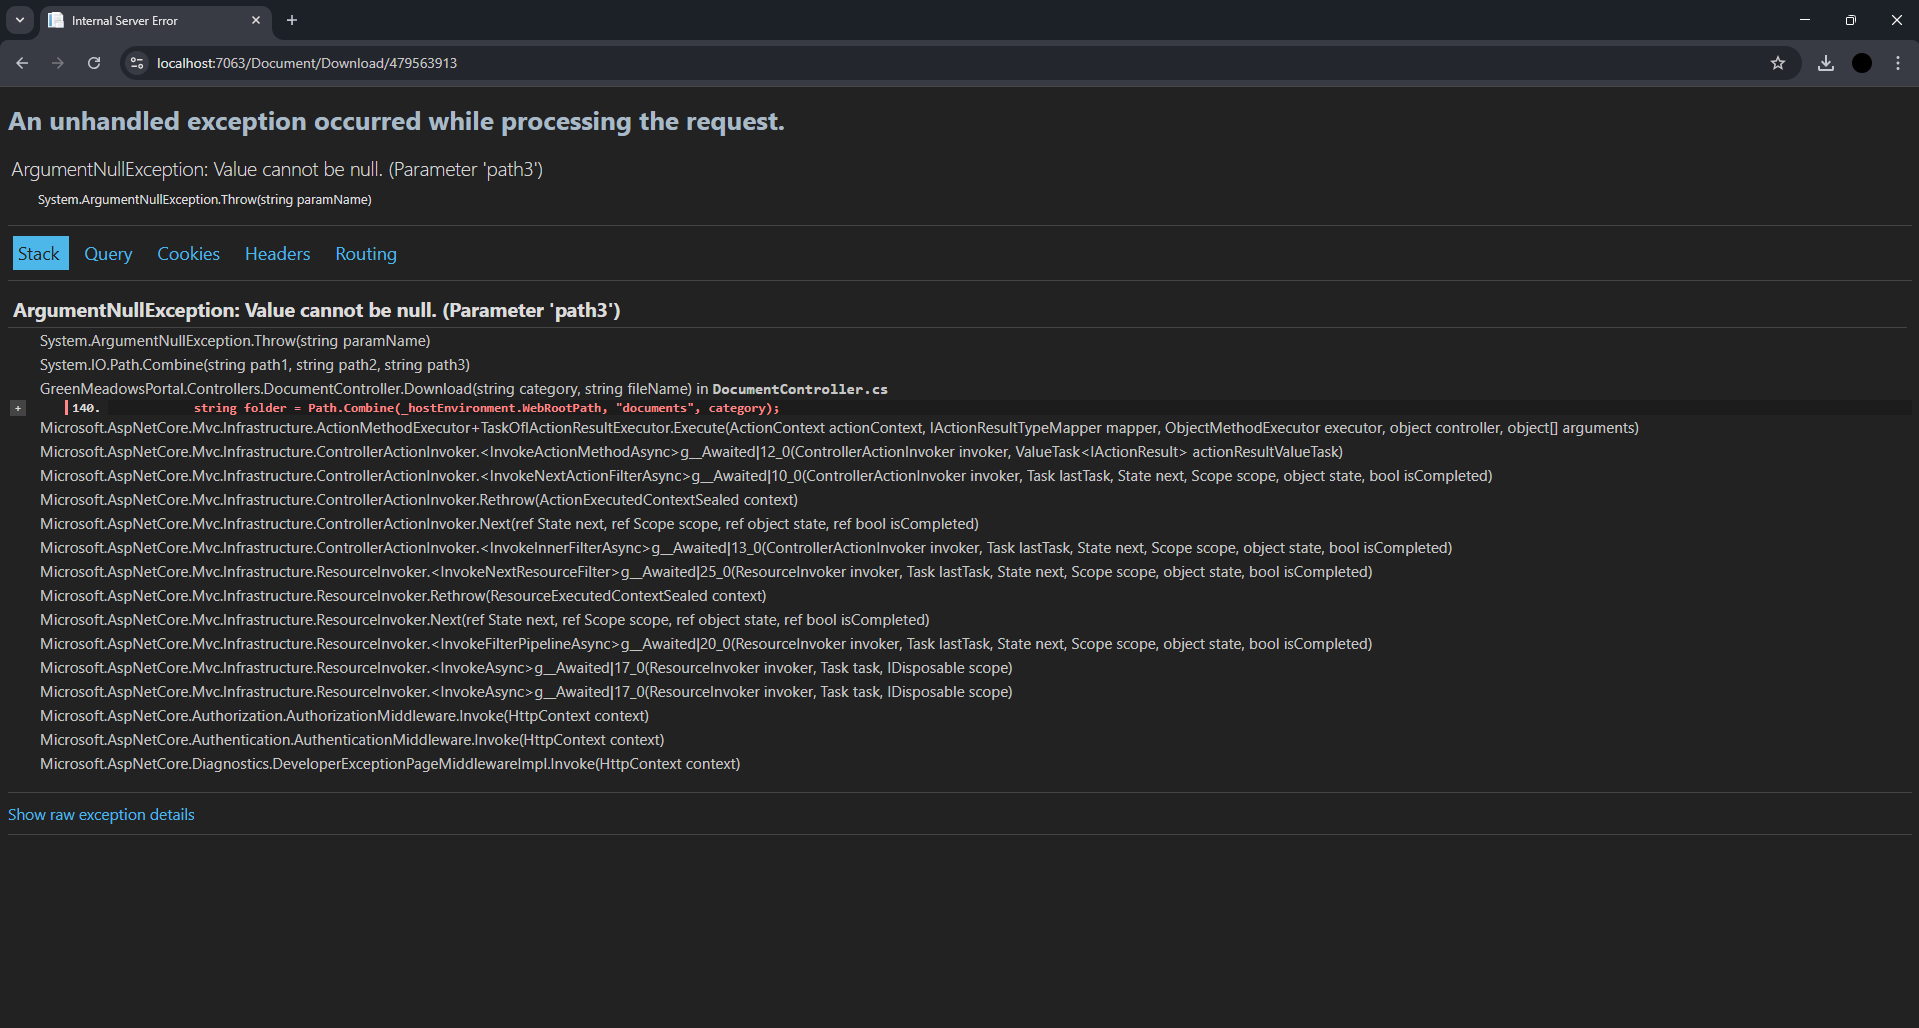 Internal Server Error
localhost:7063/Document/Download/479563913
An unhandled exception occurred while processing the request.
ArgumentNullException: Value cannot be null. (Parameter 'path3')
System.ArgumentNullException.Throw(string paramName)
Stack Query Cookies Headers Routing
ArgumentNullException: Value cannot be null. (Parameter 'path3')
System.ArgumentNullException.Throw(string paramName)
System.IO.Path.Combine(string path1, string path2, string path3)
GreenMeadowsPortal.Controllers.DocumentController.Download(string category, string fileName) in DocumentController.cs
+ 140. string folder = Path.Combine(_hostEnvironment.WebRootPath, "documents", category);
Microsoft.AspNetCore.Mvc.Infrastructure.ActionMethodExecutor+TaskOfIActionResultExecutor.Execute(ActionContext actionContext, IActionResultTypeMapper mapper, ObjectMethodExecutor executor, object controller, object[] arguments)
Microsoft.AspNetCore.Mvc.Infrastructure.ControllerActionInvoker.<InvokeActionMethodAsync>g__Awaited|12_0(ControllerActionInvoker invoker, ValueTask<IActionResult> actionResultValueTask)
Microsoft.AspNetCore.Mvc.Infrastructure.ControllerActionInvoker.<InvokeNextActionFilterAsync>g__Awaited|10_0(ControllerActionInvoker invoker, Task lastTask, State next, Scope scope, object state, bool isCompleted)
Microsoft.AspNetCore.Mvc.Infrastructure.ControllerActionInvoker.Rethrow(ActionExecutedContextSealed context)
Microsoft.AspNetCore.Mvc.Infrastructure.ControllerActionInvoker.Next(ref State next, ref Scope scope, ref object state, ref bool isCompleted)
Microsoft.AspNetCore.Mvc.Infrastructure.ControllerActionInvoker.<InvokeInnerFilterAsync>g__Awaited|13_0(ControllerActionInvoker invoker, Task lastTask, State next, Scope scope, object state, bool isCompleted)
Microsoft.AspNetCore.Mvc.Infrastructure.ResourceInvoker.<InvokeNextResourceFilter>g__Awaited|25_0(ResourceInvoker invoker, Task lastTask, State next, Scope scope, object state, bool isCompleted)
Microsoft.AspNetCore.Mvc.Infrastructure.ResourceInvoker.Rethrow(ResourceExecutedContextSealed context)
Microsoft.AspNetCore.Mvc.Infrastructure.ResourceInvoker.Next(ref State next, ref Scope scope, ref object state, ref bool isCompleted)
Microsoft.AspNetCore.Mvc.Infrastructure.ResourceInvoker.<InvokeFilterPipelineAsync>g__Awaited|20_0(ResourceInvoker invoker, Task lastTask, State next, Scope scope, object state, bool isCompleted)
Microsoft.AspNetCore.Mvc.Infrastructure.ResourceInvoker.<InvokeAsync>g__Awaited|17_0(ResourceInvoker invoker, Task task, IDisposable scope)
Microsoft.AspNetCore.Mvc.Infrastructure.ResourceInvoker.<InvokeAsync>g__Awaited|17_0(ResourceInvoker invoker, Task task, IDisposable scope)
Microsoft.AspNetCore.Authorization.AuthorizationMiddleware.Invoke(HttpContext context)
Microsoft.AspNetCore.Authentication.AuthenticationMiddleware.Invoke(HttpContext context)
Microsoft.AspNetCore.Diagnostics.DeveloperExceptionPageMiddlewareImpl.Invoke(HttpContext context)
Show raw exception details